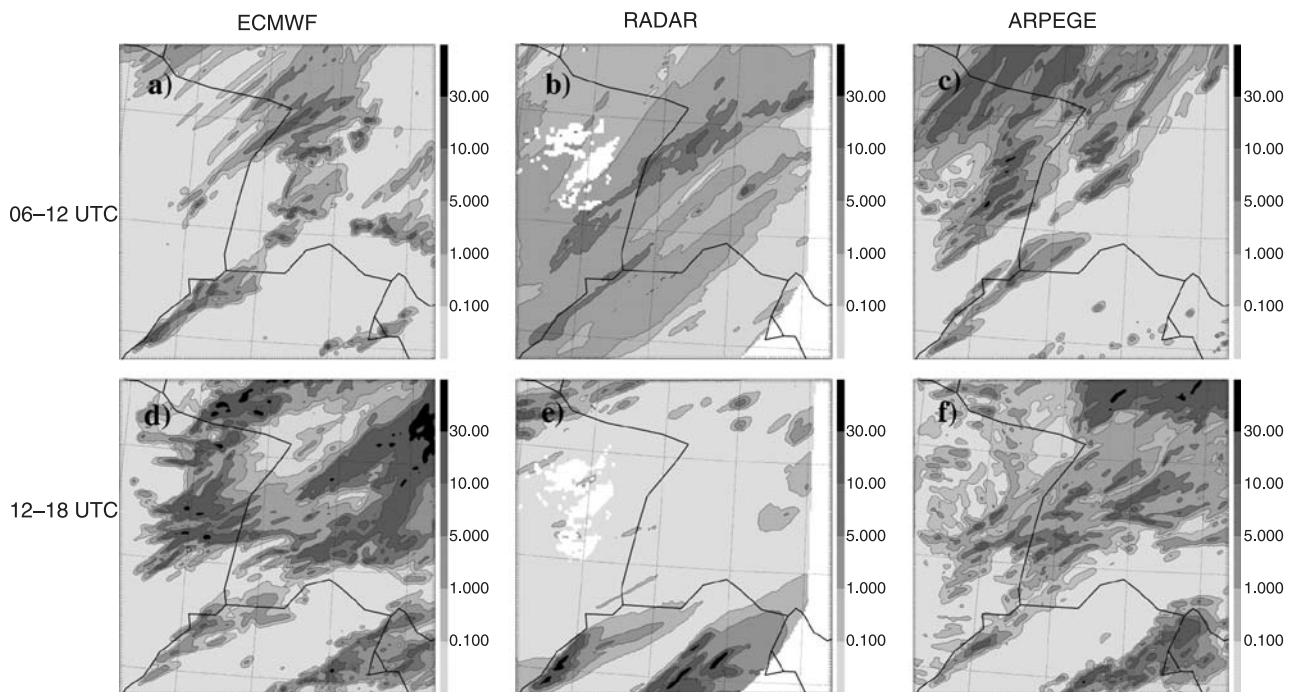 ECMWF RADAR ARPEGE
a) b) c)
30.00 30.00 30.00
10.00 10.00 10.00
5.000 5.000 5.000
06–12 UTC
1.000 1.000 1.000
0.100 0.100 0.100
d) e) f)
30.00 30.00 30.00
10.00 10.00 10.00
12–18 UTC
5.000 5.000 5.000
1.000 1.000 1.000
0.100 0.100 0.100